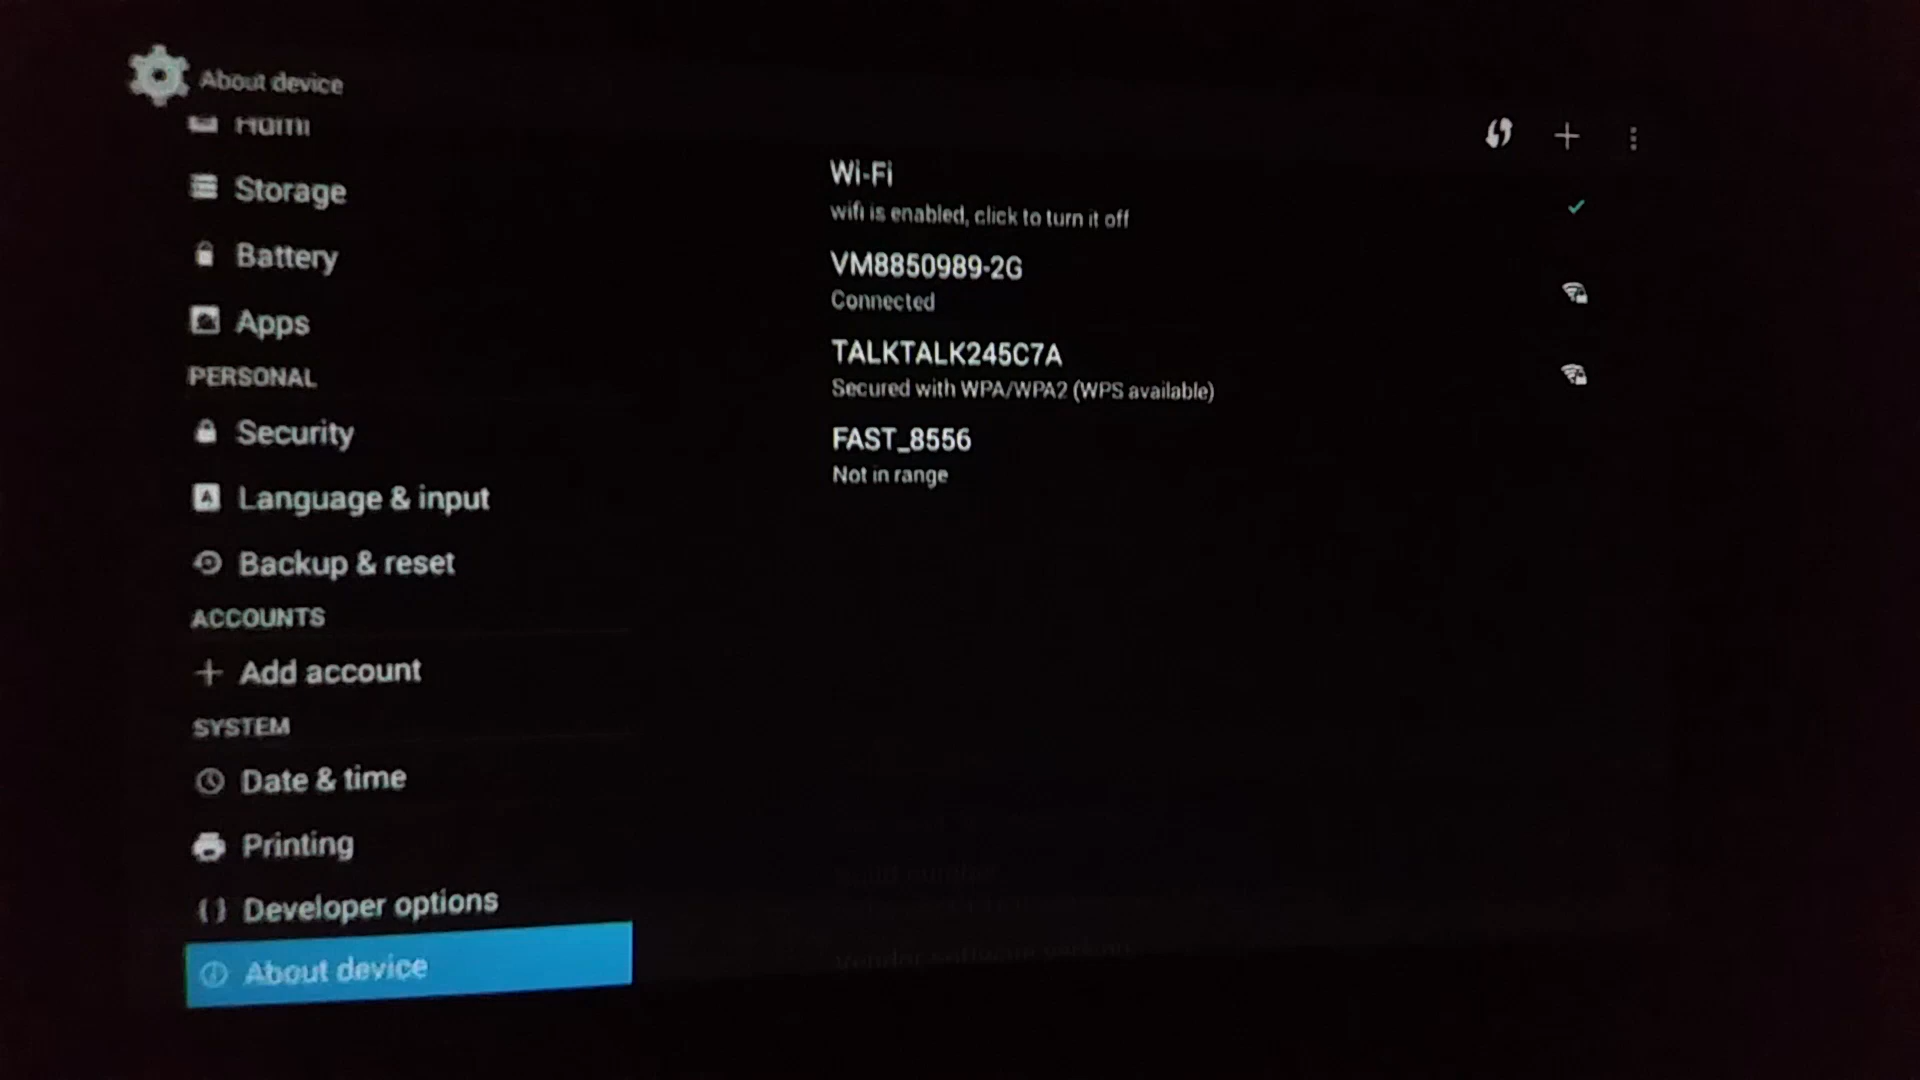 About device
Storage
Battery
Apps
PERSONAL
Security
Language & input
Backup & reset
ACCOUNTS
Add account
SYSTEM
Date & time
Printing
Developer options
About device
Wi-Fi
wifi is enabled, click to turn it off
VM8850989-2G
Connected
TALKTALK245C7A
Secured with WPA/WPA2 (WPS available)
FAST_8556
Not in range